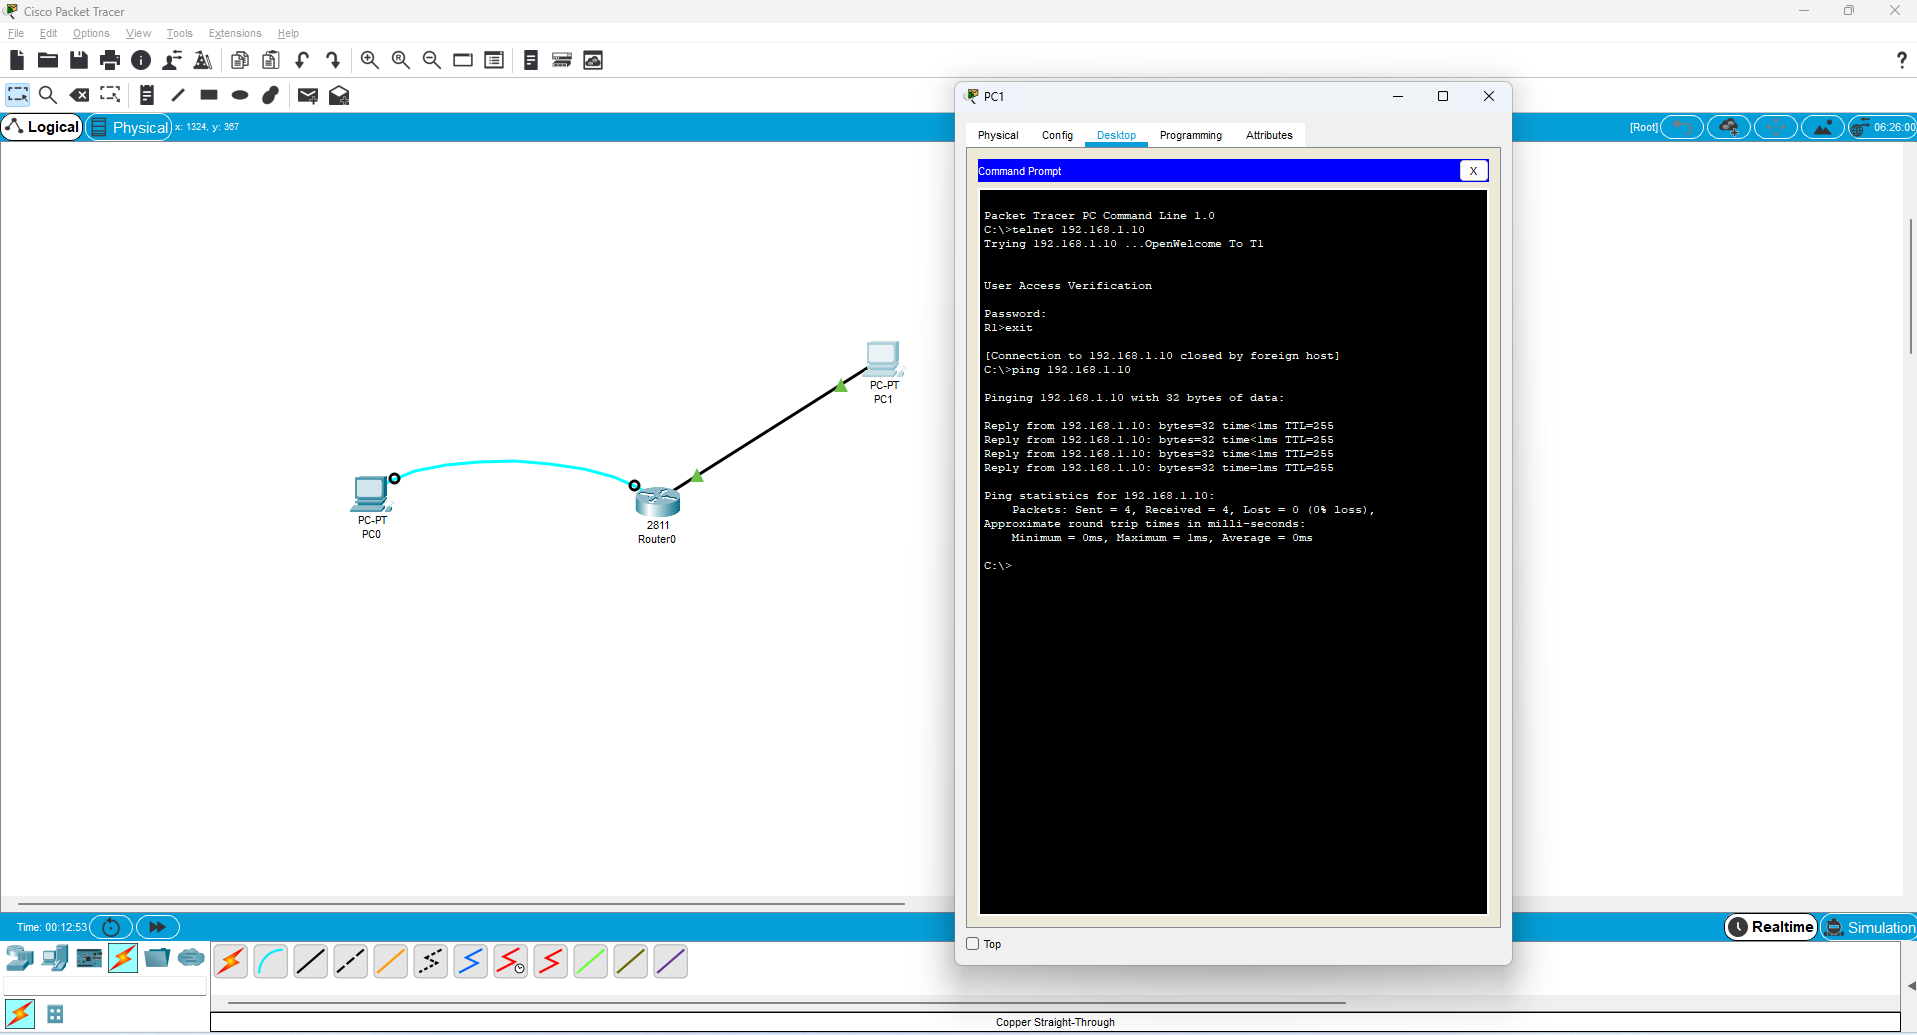 Cisco Packet Tracer
File Edit Options View Tools Extensions Help
?
Logical Physical x: 1324, y: 367 [Root] 06:26:00
PC-PT
PC1
PC-PT
PC0
2811
Router0
PC1
Physical Config Desktop Programming Attributes
Command Prompt X
Packet Tracer PC Command Line 1.0
C:\>telnet 192.168.1.10
Trying 192.168.1.10 ...OpenWelcome To T1
User Access Verification
Password:
R1>exit
[Connection to 192.168.1.10 closed by foreign host]
C:\>ping 192.168.1.10
Pinging 192.168.1.10 with 32 bytes of data:
Reply from 192.168.1.10: bytes=32 time<1ms TTL=255
Reply from 192.168.1.10: bytes=32 time<1ms TTL=255
Reply from 192.168.1.10: bytes=32 time<1ms TTL=255
Reply from 192.168.1.10: bytes=32 time=1ms TTL=255
Ping statistics for 192.168.1.10:
Packets: Sent = 4, Received = 4, Lost = 0 (0% loss),
Approximate round trip times in milli-seconds:
Minimum = 0ms, Maximum = 1ms, Average = 0ms
C:\>
Top
Time: 00:12:53 Realtime Simulation
Copper Straight-Through